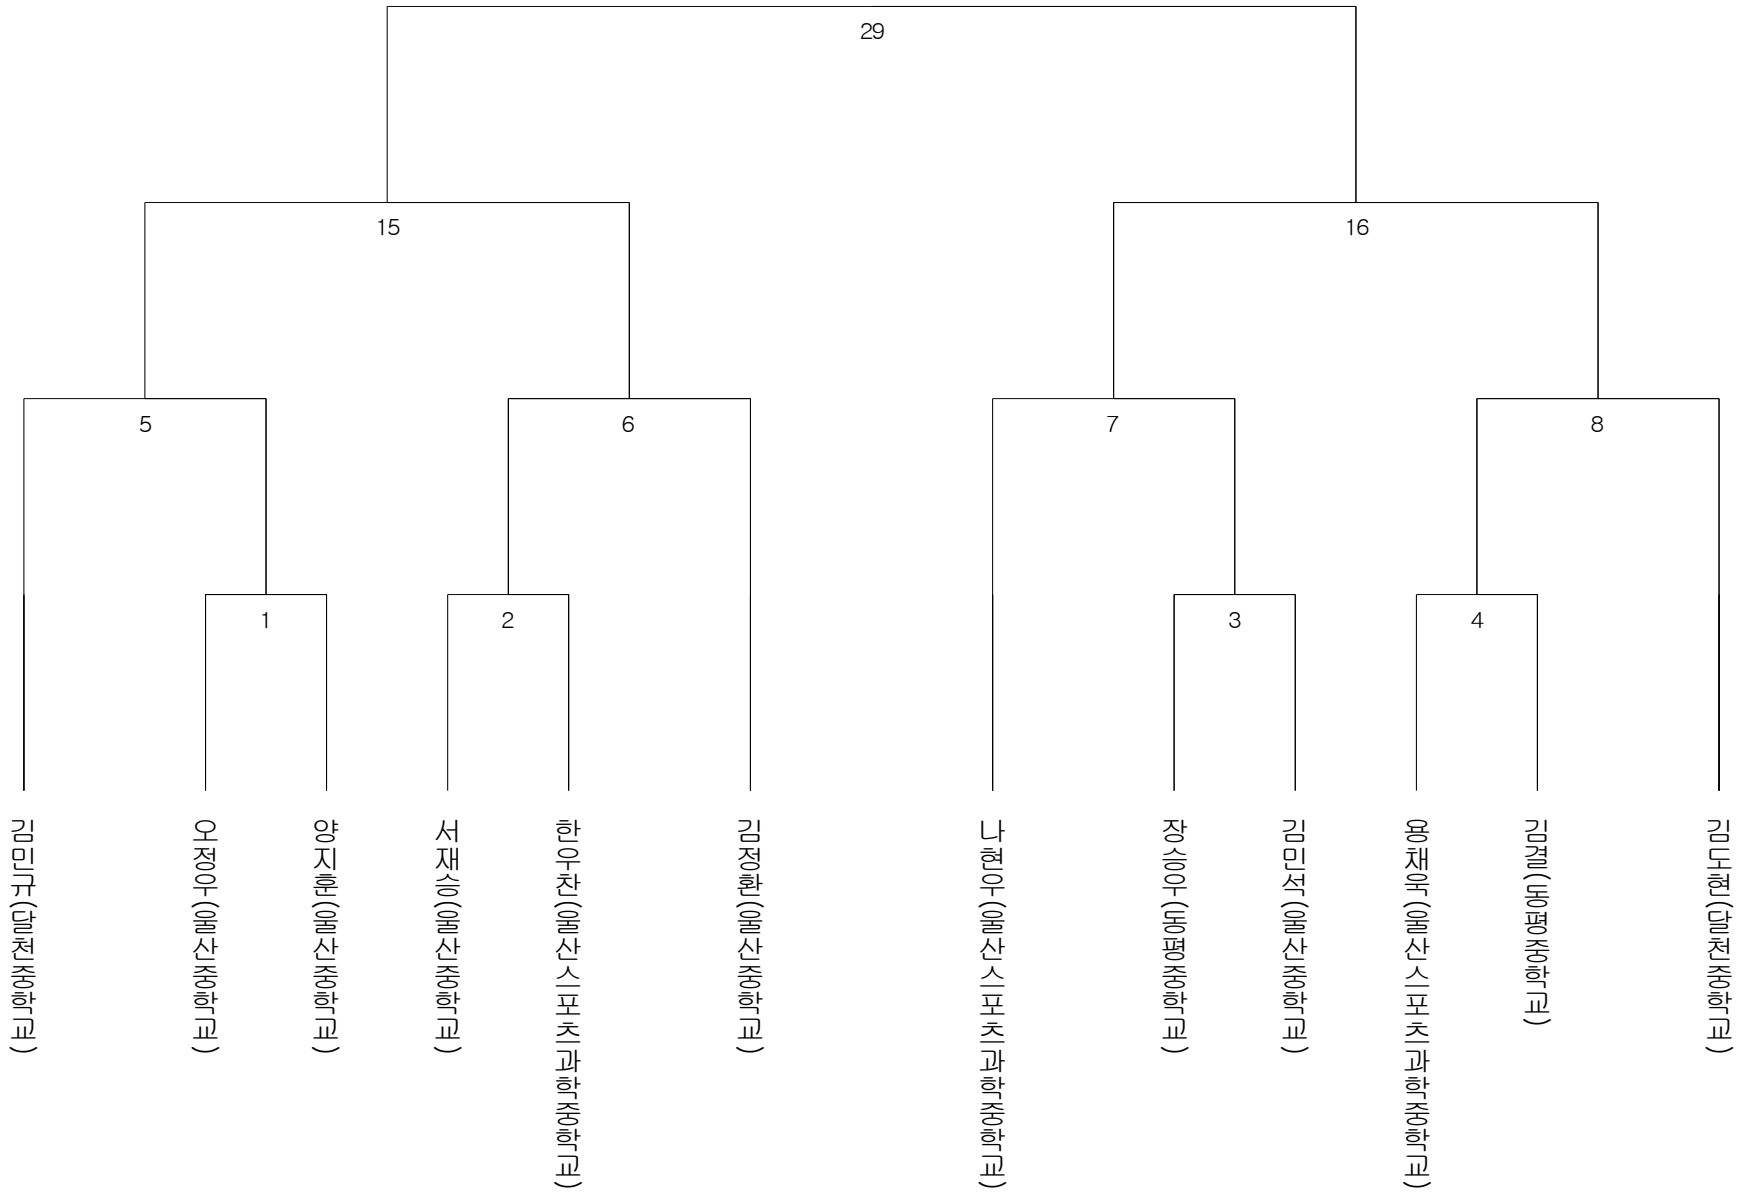 29
15
16
5
6
7
8
1
2
3
4
김민규(달천중학교)
오정우(울산중학교)
양지훈(울산중학교)
서재승(울산중학교)
한우찬(울산스포츠과학중학교)
김정환(울산중학교)
나현우(울산스포츠과학중학교)
장승우(동평중학교)
김민석(울산중학교)
용채욱(울산스포츠과학중학교)
김결(동평중학교)
김도현(달천중학교)